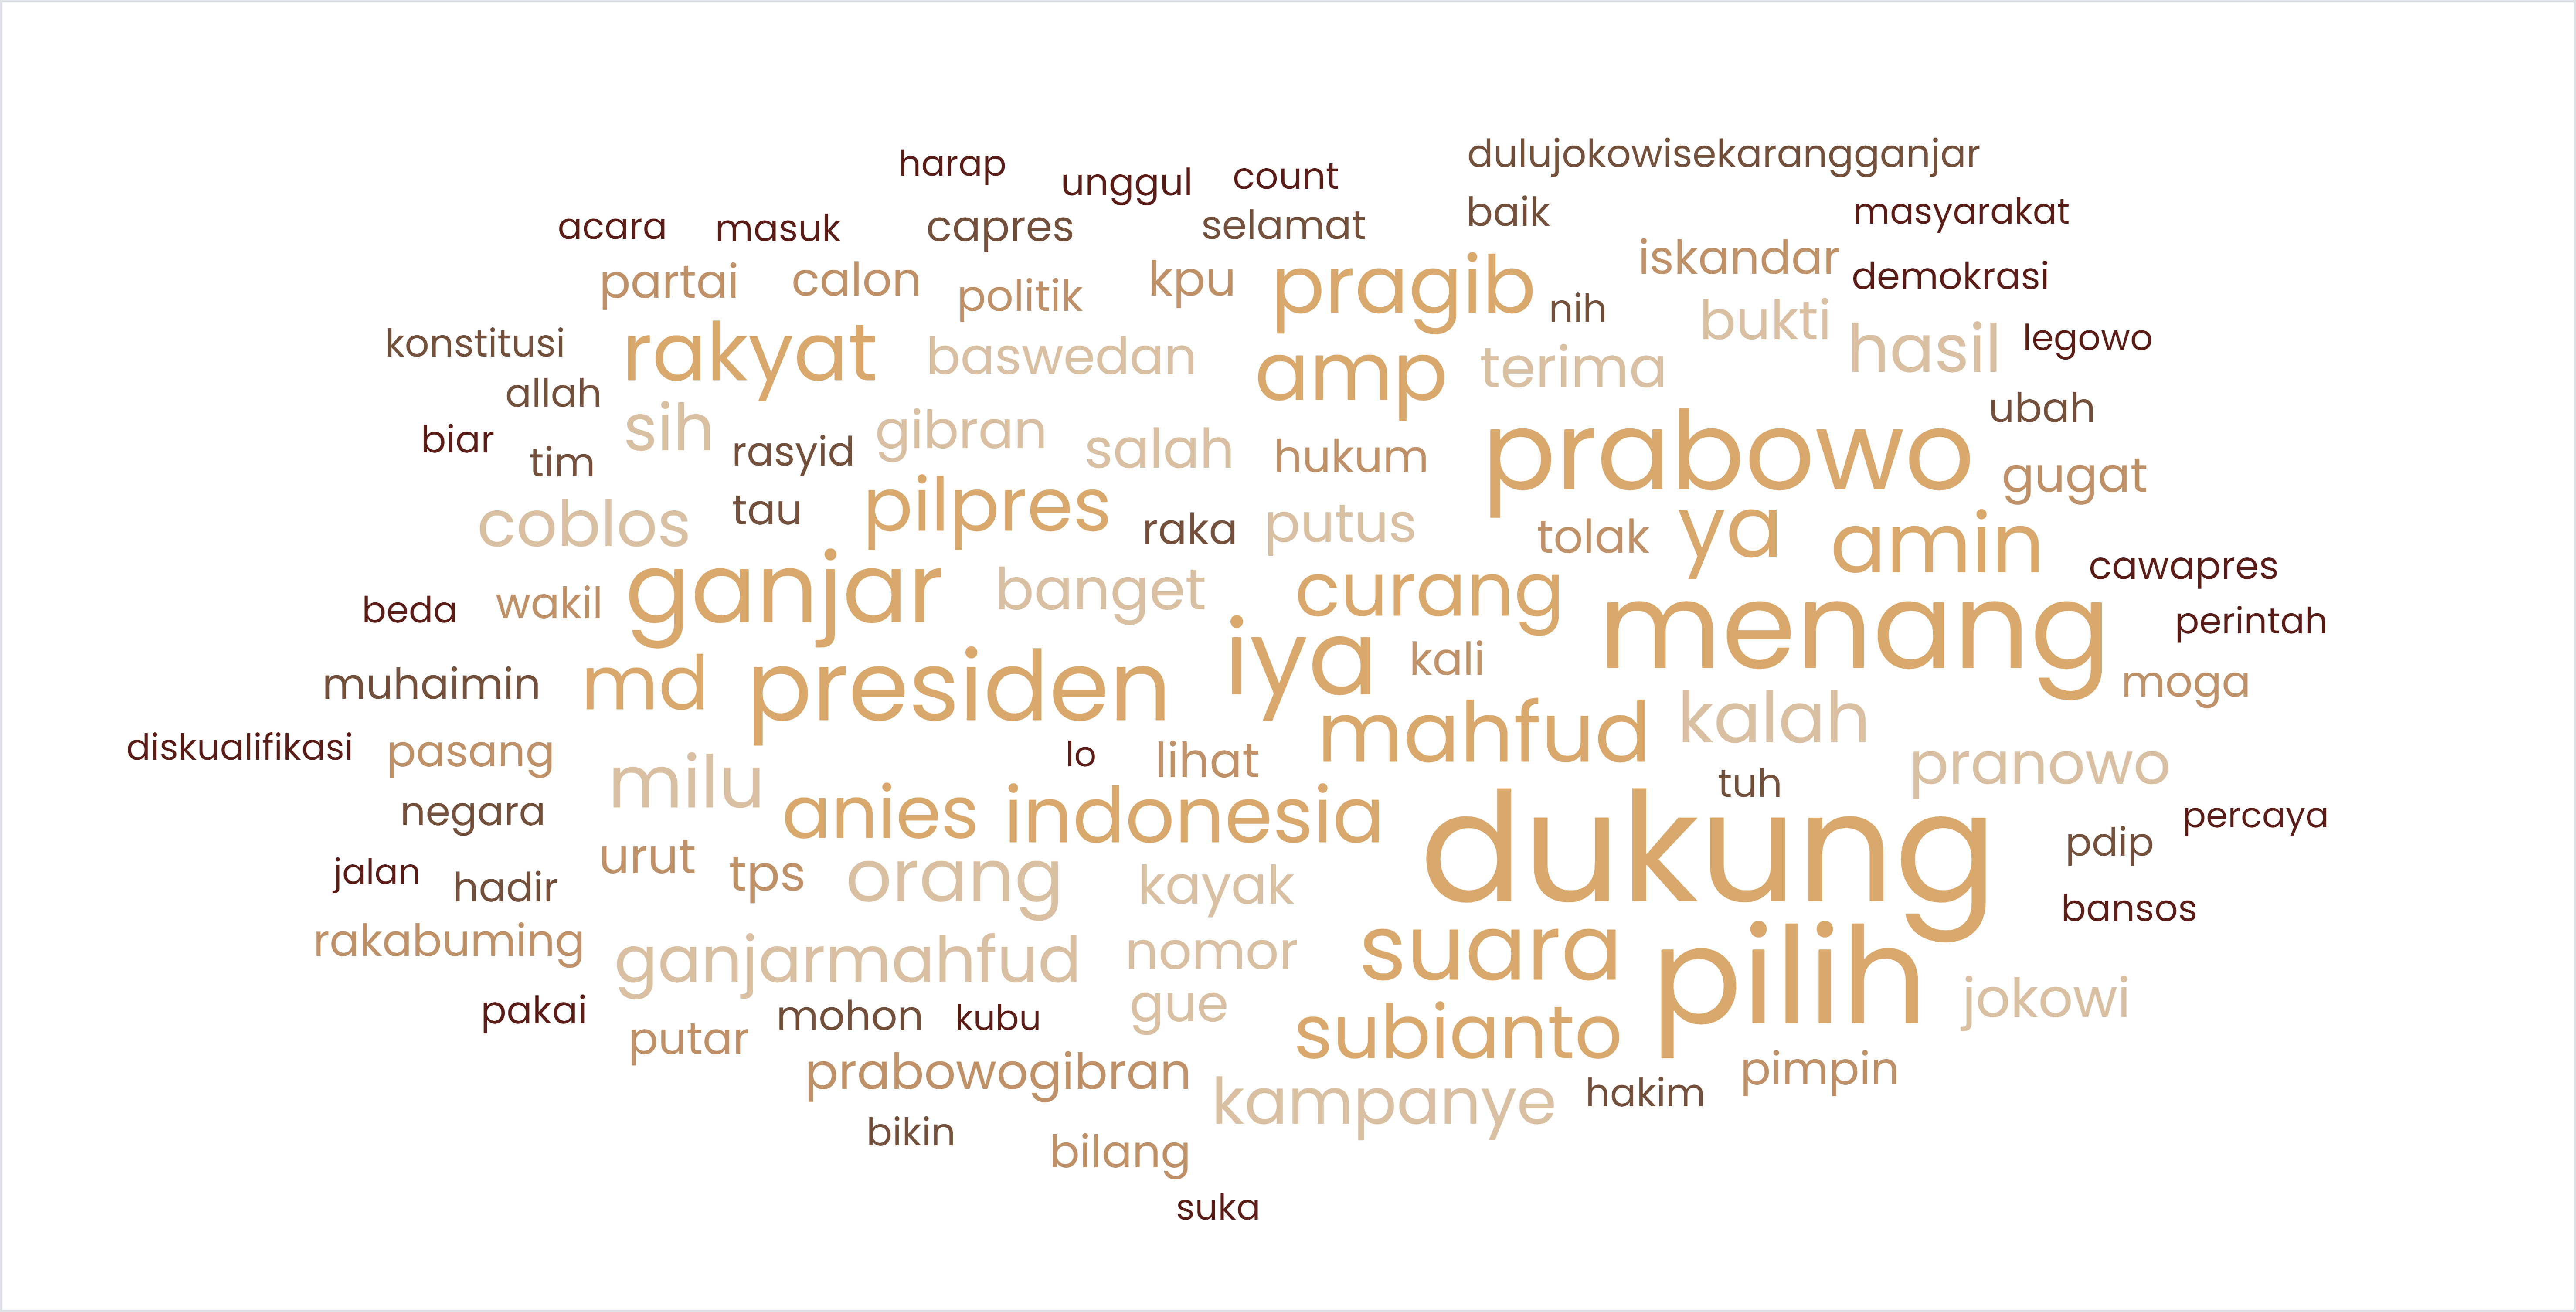 dulujokowisekarangganjar
harap unggul count
acara masuk capres selamat baik masyarakat
partai calon politik kpu pragib nih iskandar demokrasi
konstitusi rakyat baswedan amp terima bukti hasil legowo
allah sih gibran salah hukum prabowo ubah
biar tim rasyid gugat
coblos tau pilpres raka putus tolak ya amin
beda wakil ganjar banget curang menang cawapres
perintah
muhaimin md presiden iya kali mahfud kalah moga
diskualifikasi pasang lo lihat tuh pranowo
negara milu anies indonesia dukung pdip percaya
jalan hadir urut tps orang kayak bansos
rakabuming ganjarmahfud nomor suara pilih jokowi
pakai putar mohon kubu gue subianto
prabowogibran kampanye hakim pimpin
bikin bilang
suka